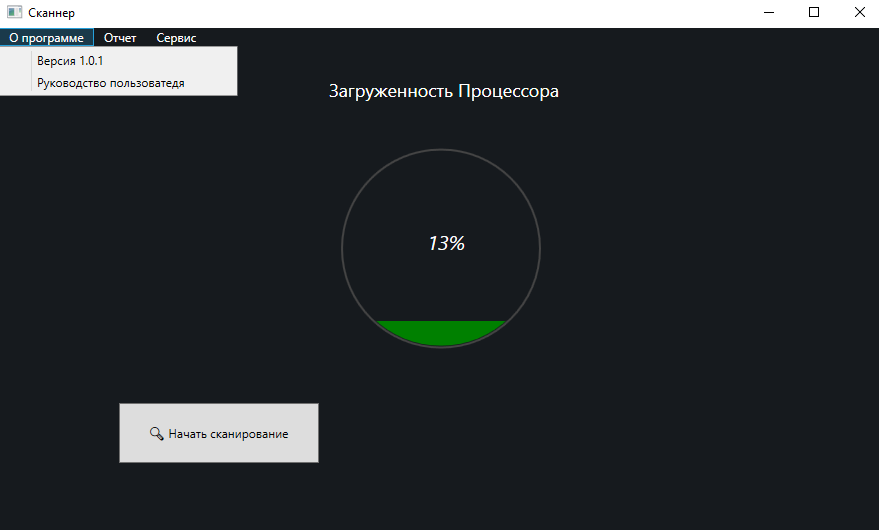 Сканнер
О программе Отчет Сервис
Версия 1.0.1
Руководство пользоватедя
Загруженность Процессора
13%
Начать сканирование